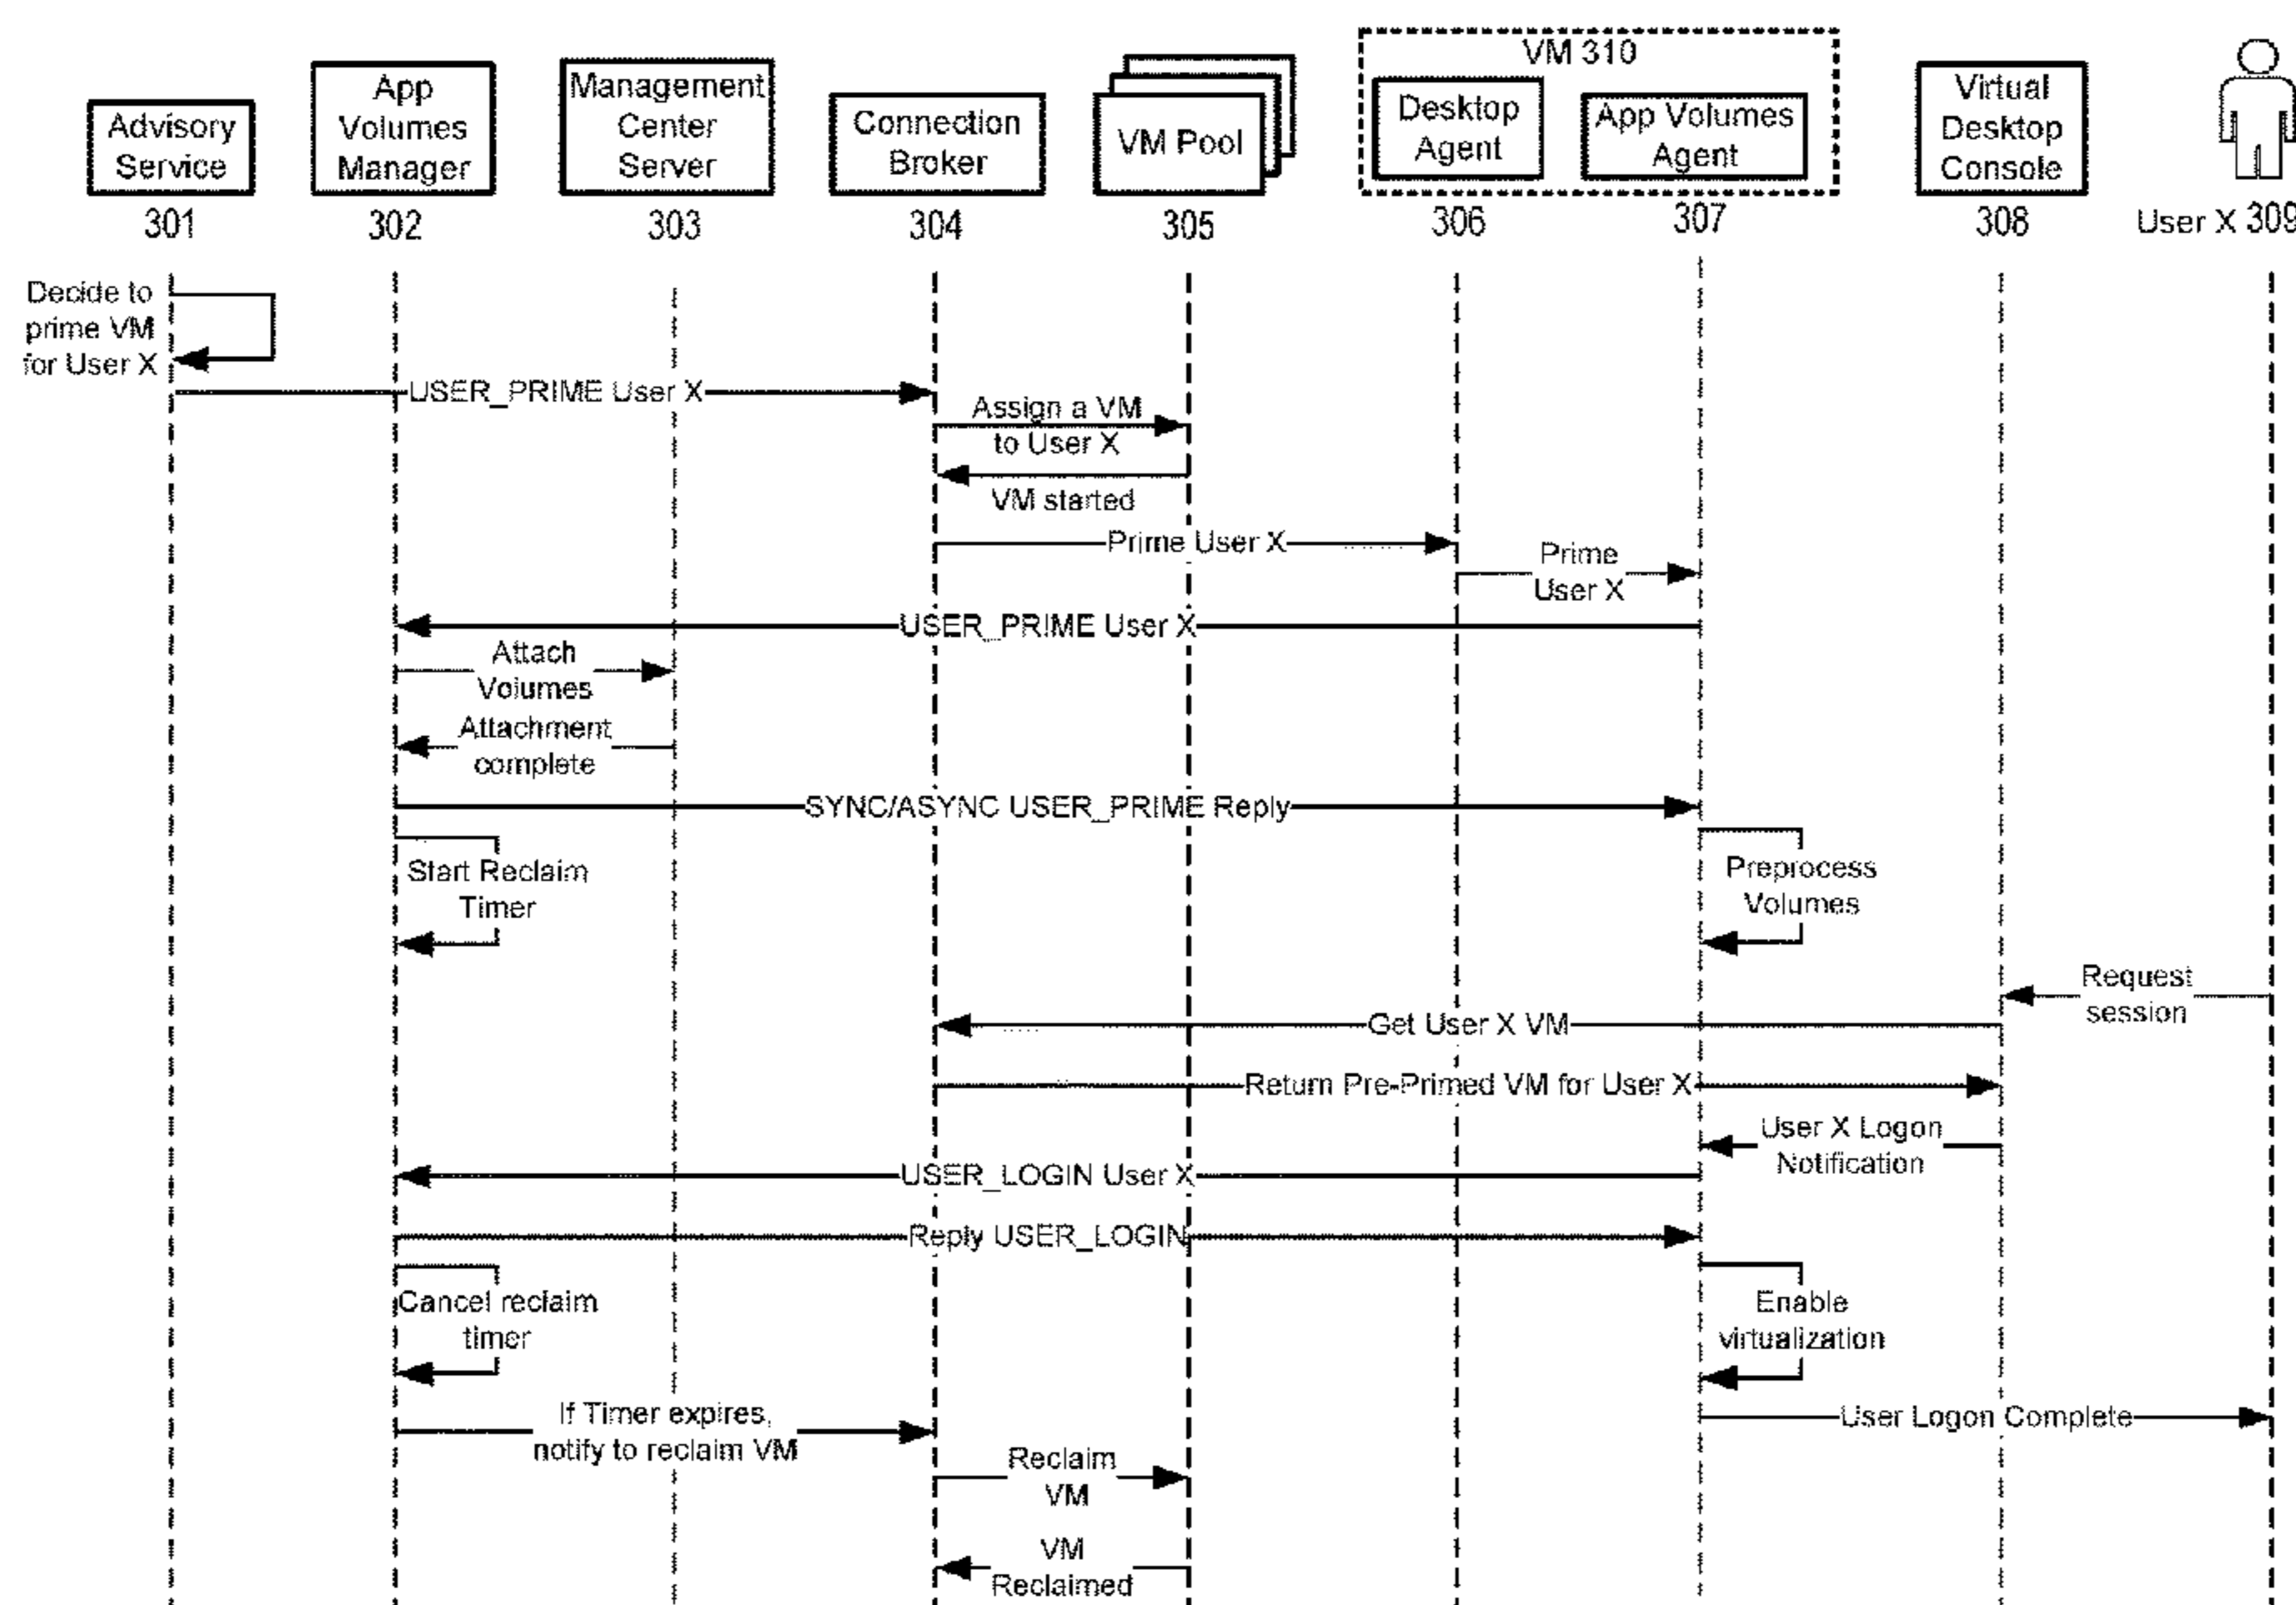 Advisory
Service
301
App
Volumes
Manager
302
Management
Center
Server
303
Connection
Broker
304
VM Pool
305
VM 310
Desktop
Agent
306
App Volumes
Agent
307
Virtual
Desktop
Console
308
User X 309
Decide to
prime VM
for User X
USER_PRIME User X
Assign a VM
to User X
VM started
Prime User X
Prime
User X
USER_PRIME User X
Attach
Volumes
Attachment
complete
SYNC/ASYNC USER_PRIME Reply
Start Reclaim
Timer
Preprocess
Volumes
Request
session
Get User X VM
Return Pre-Primed VM for User X
User X Logon
Notification
USER_LOGIN User X
Reply USER_LOGIN
Cancel reclaim
timer
Enable
virtualization
If Timer expires,
notify to reclaim VM
User Logon Complete
Reclaim
VM
VM
Reclaimed